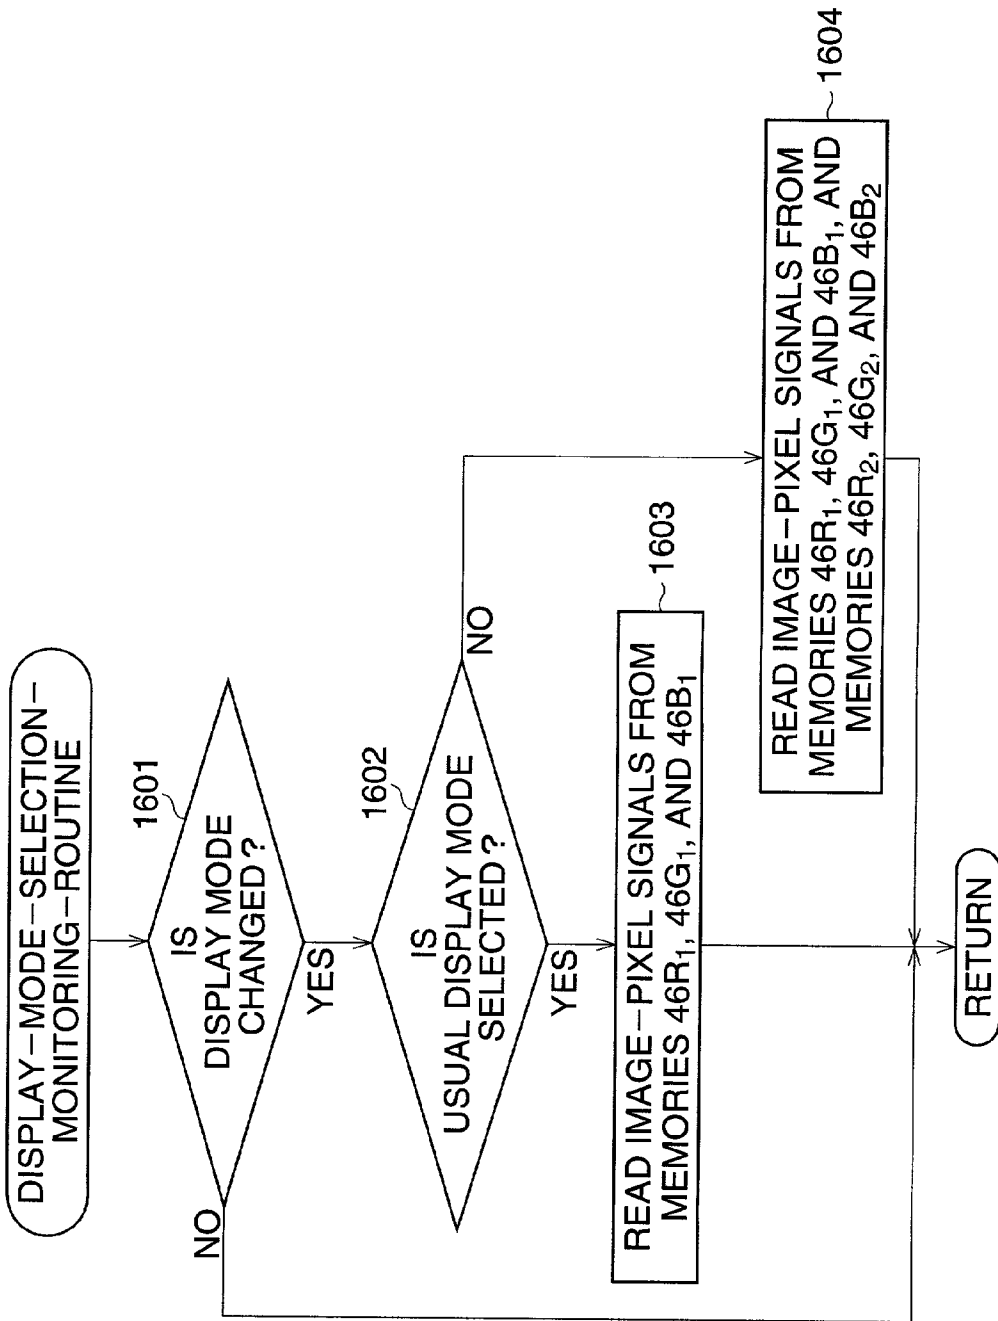 DISPLAY-MODE-SELECTION-
MONITORING-ROUTINE
1601
IS
DISPLAY MODE
CHANGED?
NO
YES
1602
IS
USUAL DISPLAY MODE
SELECTED?
NO
YES
1603
READ IMAGE-PIXEL SIGNALS FROM
MEMORIES 46R₁, 46G₁, AND 46B₁
1604
READ IMAGE-PIXEL SIGNALS FROM
MEMORIES 46R₁, 46G₁, AND 46B₁, AND
MEMORIES 46R₂, 46G₂, AND 46B₂
RETURN